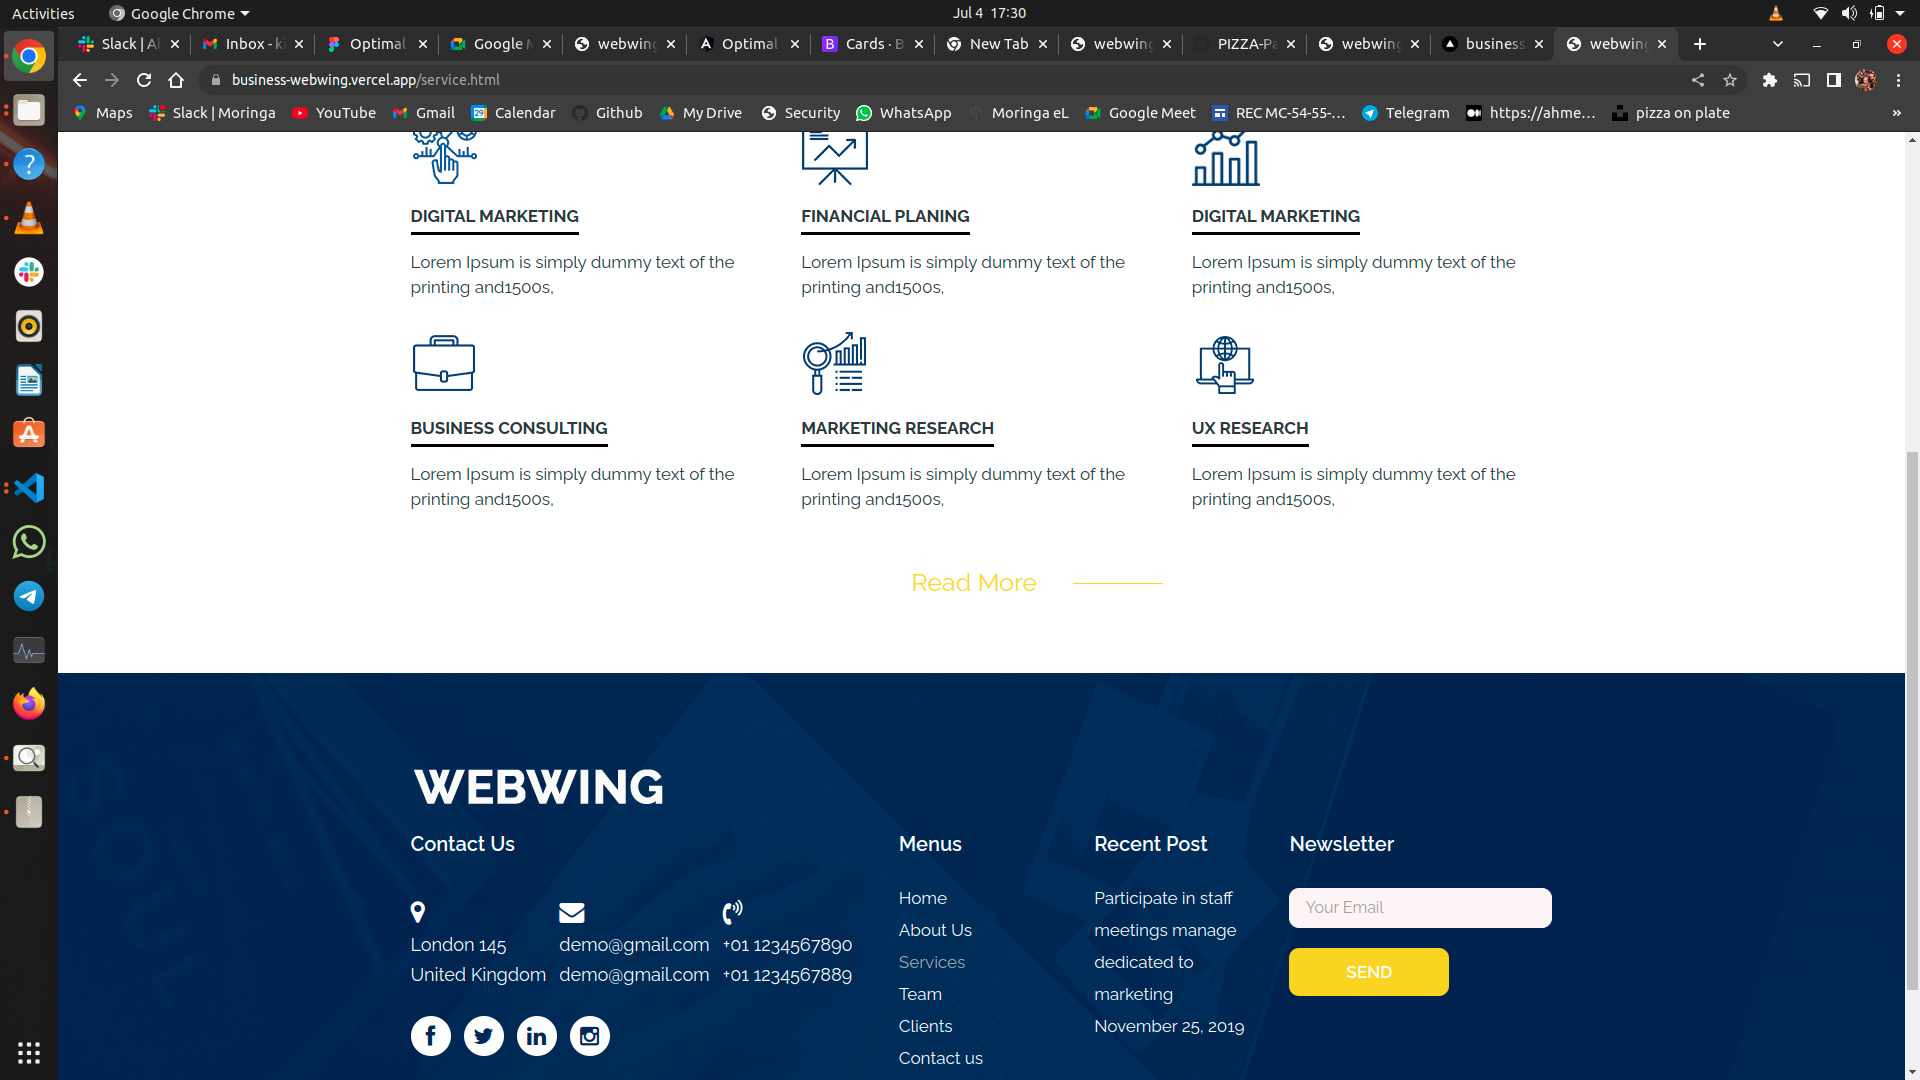 Activities
Google Chrome
Jul 4 17:30
Slack | Al
Inbox - ki
Optimal
Google M
webwing
Optimal
Cards · B
New Tab
webwing
PIZZA-Pa
webwing
business
webwing
business-webwing.vercel.app/service.html
Maps
Slack | Moringa
YouTube
Gmail
Calendar
Github
My Drive
Security
WhatsApp
Moringa eL
Google Meet
REC MC-54-55-...
Telegram
https://ahme...
pizza on plate
»
DIGITAL MARKETING
Lorem Ipsum is simply dummy text of the
printing and1500s,
FINANCIAL PLANING
Lorem Ipsum is simply dummy text of the
printing and1500s,
DIGITAL MARKETING
Lorem Ipsum is simply dummy text of the
printing and1500s,
BUSINESS CONSULTING
Lorem Ipsum is simply dummy text of the
printing and1500s,
MARKETING RESEARCH
Lorem Ipsum is simply dummy text of the
printing and1500s,
UX RESEARCH
Lorem Ipsum is simply dummy text of the
printing and1500s,
Read More
WEBWING
Contact Us
London 145
United Kingdom
demo@gmail.com
demo@gmail.com
+01 1234567890
+01 1234567889
Menus
Home
About Us
Services
Team
Clients
Contact us
Recent Post
Participate in staff
meetings manage
dedicated to
marketing
November 25, 2019
Newsletter
Your Email
SEND